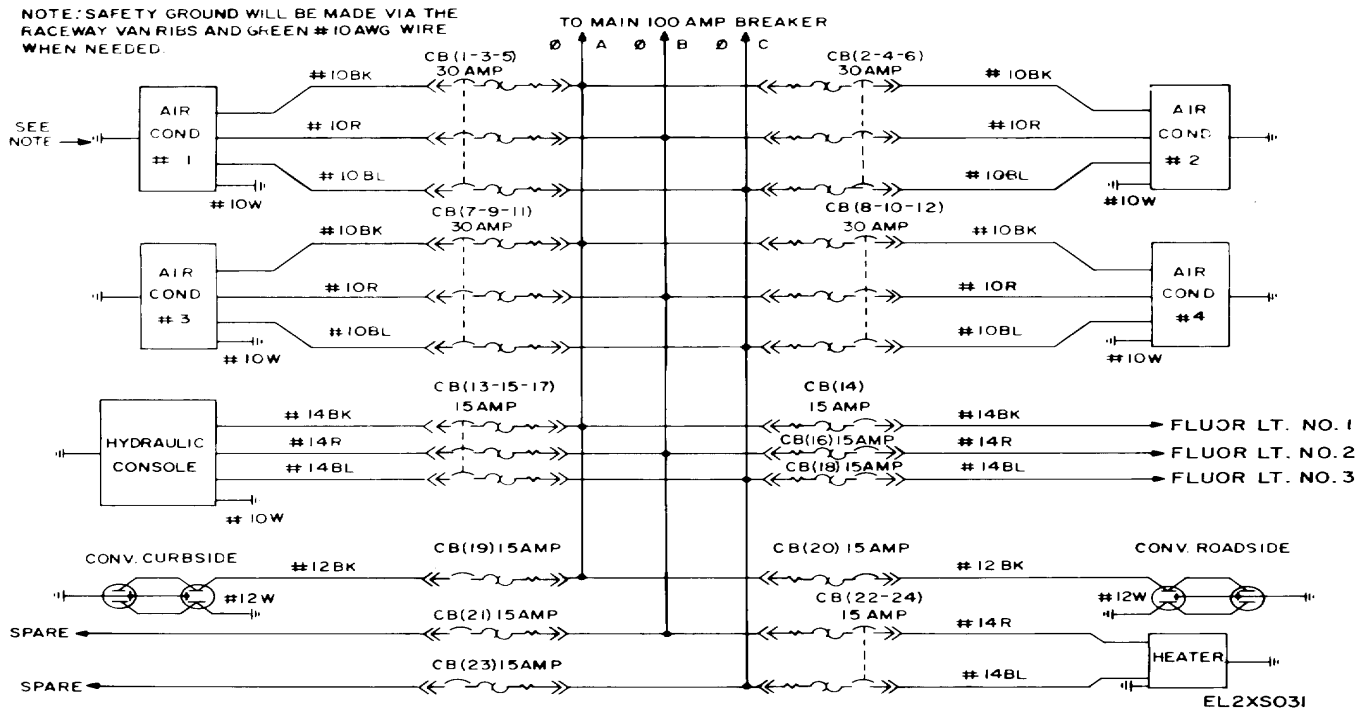 NOTE: SAFETY GROUND WILL BE MADE VIA THE
RACEWAY VAN RIBS AND GREEN #10 AWG WIRE
WHEN NEEDED.
TO MAIN 100 AMP BREAKER
Ø A Ø B Ø C
CB(1-3-5)
30 AMP
CB(2-4-6)
30 AMP
#10BK
#10BK
SEE
NOTE
AIR
COND
# 1
#10R
#10R
AIR
COND
# 2
#10BL
#10BL
#10W
#10W
CB(7-9-11)
30 AMP
CB(8-10-12)
30 AMP
#10BK
#10BK
AIR
COND
#3
#10R
#10R
AIR
COND
#4
#10BL
#10BL
#10W
#10W
CB(13-15-17)
15 AMP
CB(14)
15 AMP
#14BK
#14BK
FLUOR LT. NO. 1
HYDRAULIC
CONSOLE
#14R
CB(16) 15 AMP
#14R
FLUOR LT. NO. 2
#14BL
CB(18) 15 AMP
#14BL
FLUOR LT. NO. 3
#10W
CONV. CURBSIDE
CB(19) 15 AMP
CB(20) 15 AMP
CONV. ROADSIDE
#12BK
#12BK
#12W
#12W
SPARE
CB(21) 15 AMP
CB(22-24)
15 AMP
#14R
HEATER
SPARE
CB(23) 15 AMP
#14BL
EL2XS031